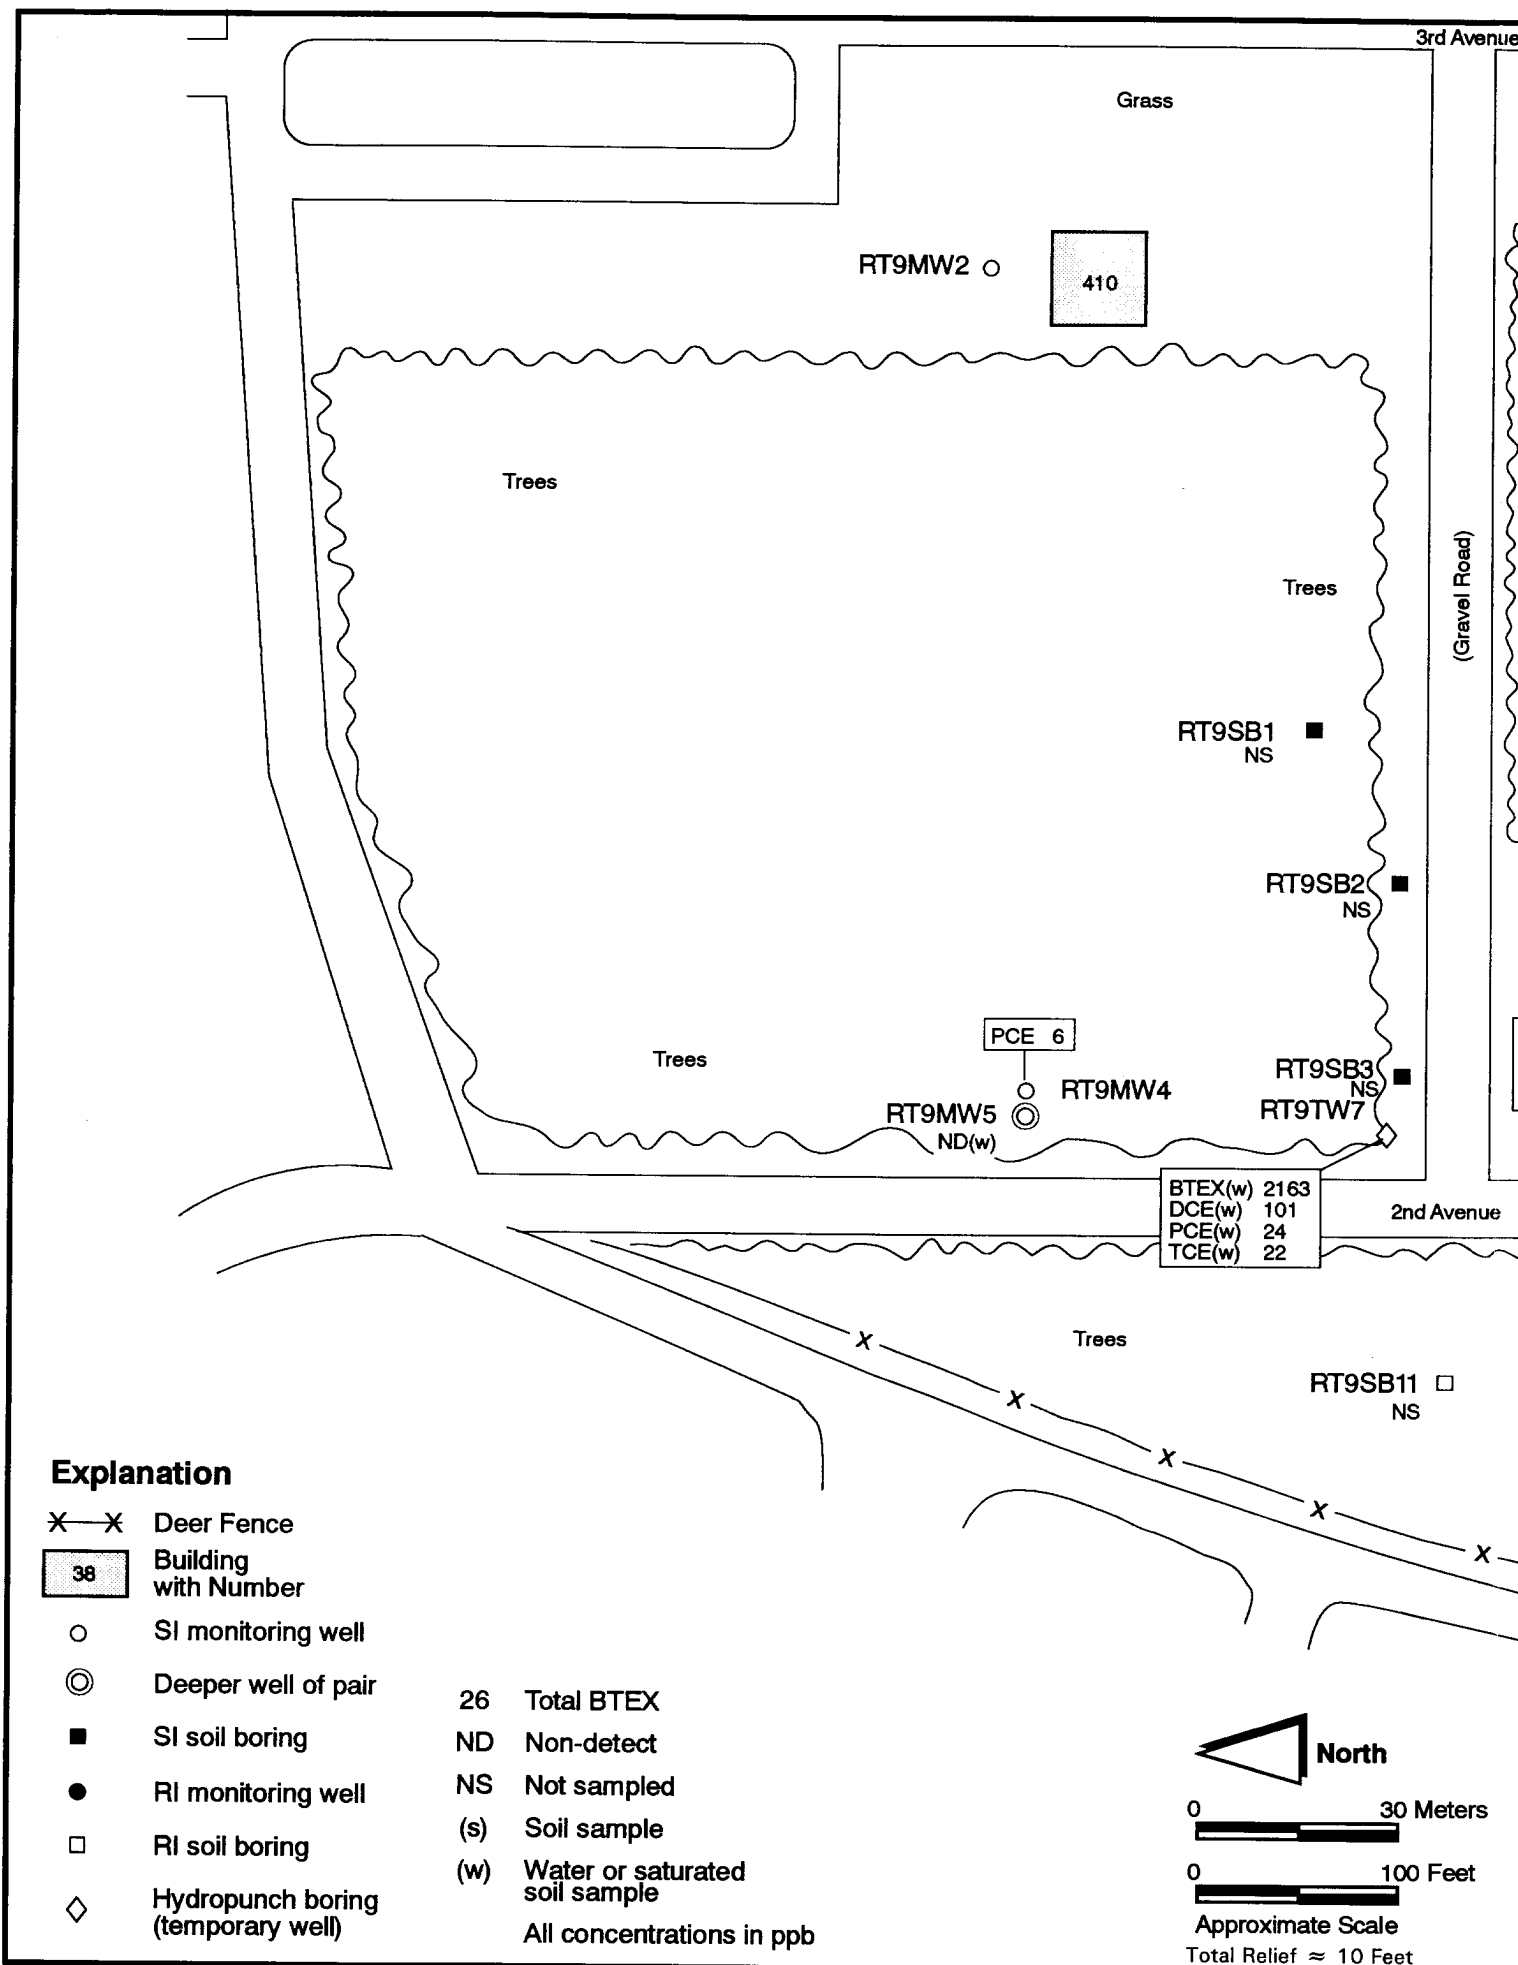 3rd Avenue
Grass
RT9MW2
410
Trees
(Gravel Road)
Trees
RT9SB1
NS
RT9SB2
NS
PCE 6
Trees
RT9SB3
NS
RT9MW4
RT9TW7
RT9MW5
ND(w)
BTEX(w) 2163
DCE(w) 101
PCE(w) 24
TCE(w) 22
2nd Avenue
X
Trees
RT9SB11
NS
X
X
X
X
Explanation
X X Deer Fence
38
Building
with Number
SI monitoring well
Deeper well of pair
SI soil boring
RI monitoring well
RI soil boring
Hydropunch boring
(temporary well)
26 Total BTEX
ND Non-detect
NS Not sampled
(s) Soil sample
(w) Water or saturated
soil sample
All concentrations in ppb
North
0 30 Meters
0 100 Feet
Approximate Scale
Total Relief ≈ 10 Feet